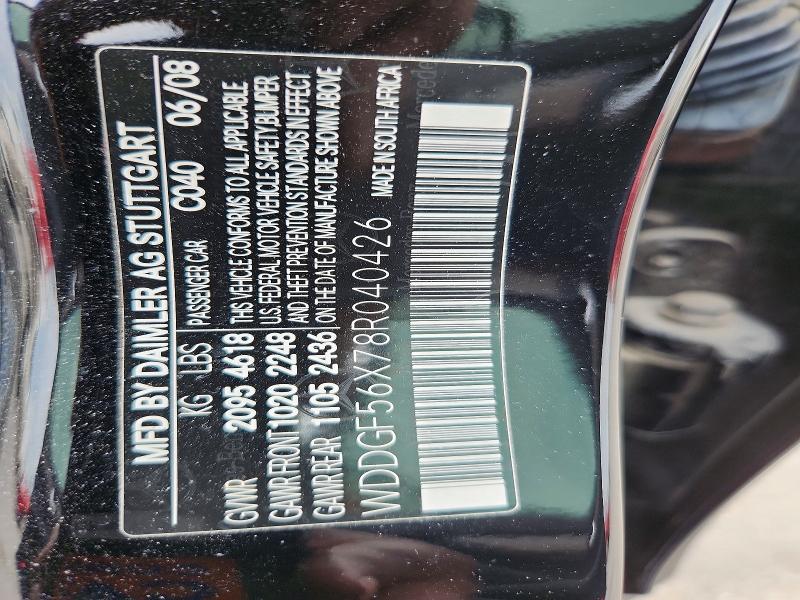 MFD BY DAIMLER AG STUTTGART
KG LBS PASSENGER CAR C040 06/08
GVWR 2095 4618 THIS VEHICLE CONFORMS TO ALL APPLICABLE
GAWR FRONT 1020 2248 U.S. FEDERAL MOTOR VEHICLE SAFETY BUMPER
GAWR REAR 1105 2436 AND THEFT PREVENTION STANDARDS IN EFFECT
ON THE DATE OF MANUFACTURE SHOWN ABOVE
WDDGF56X78R040426 MADE IN SOUTH AFRICA